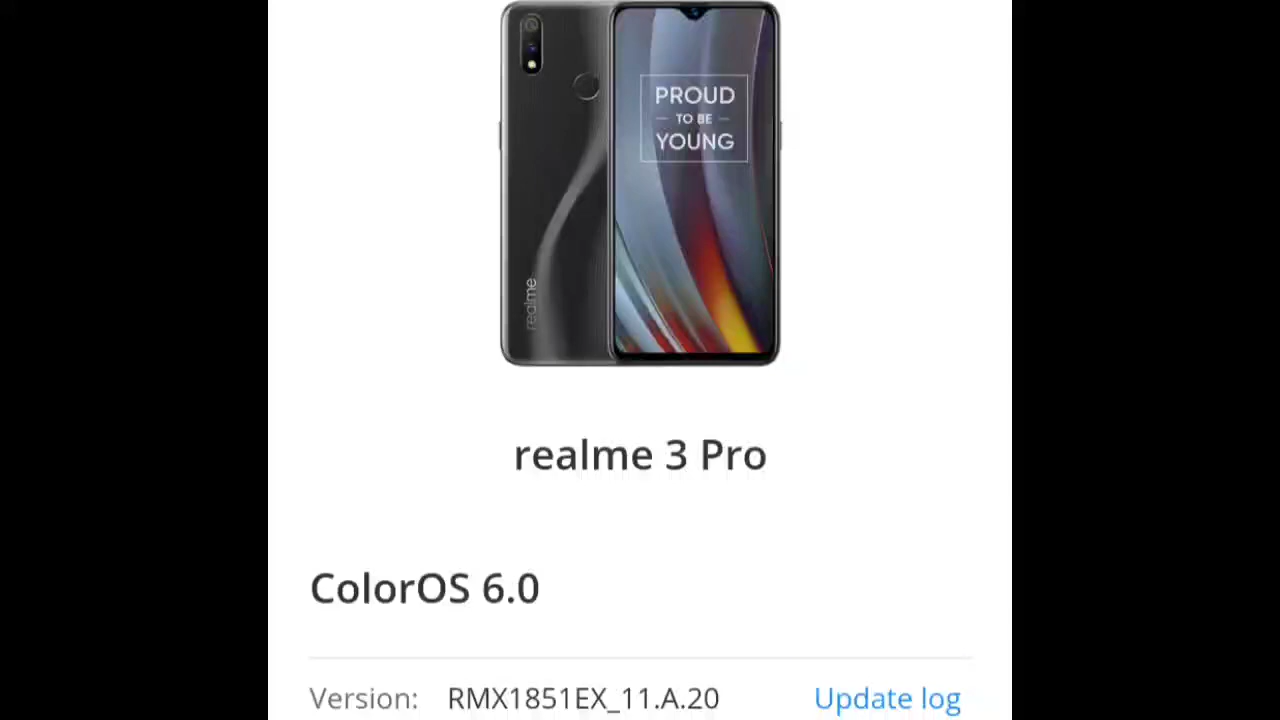 PROUD
TO BE
YOUNG
realme
realme 3 Pro
ColorOS 6.0
Version: RMX1851EX_11.A.20 Update log